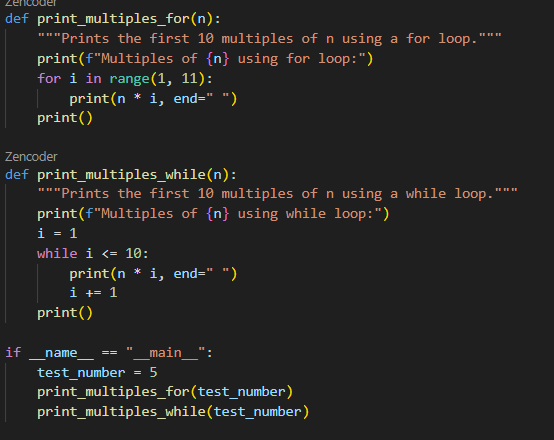 Zencoder
def print_multiples_for(n):
    """Prints the first 10 multiples of n using a for loop."""
    print(f"Multiples of {n} using for loop:")
    for i in range(1, 11):
        print(n * i, end=" ")
    print()
Zencoder
def print_multiples_while(n):
    """Prints the first 10 multiples of n using a while loop."""
    print(f"Multiples of {n} using while loop:")
    i = 1
    while i <= 10:
        print(n * i, end=" ")
        i += 1
    print()
if __name__ == "__main__":
    test_number = 5
    print_multiples_for(test_number)
    print_multiples_while(test_number)